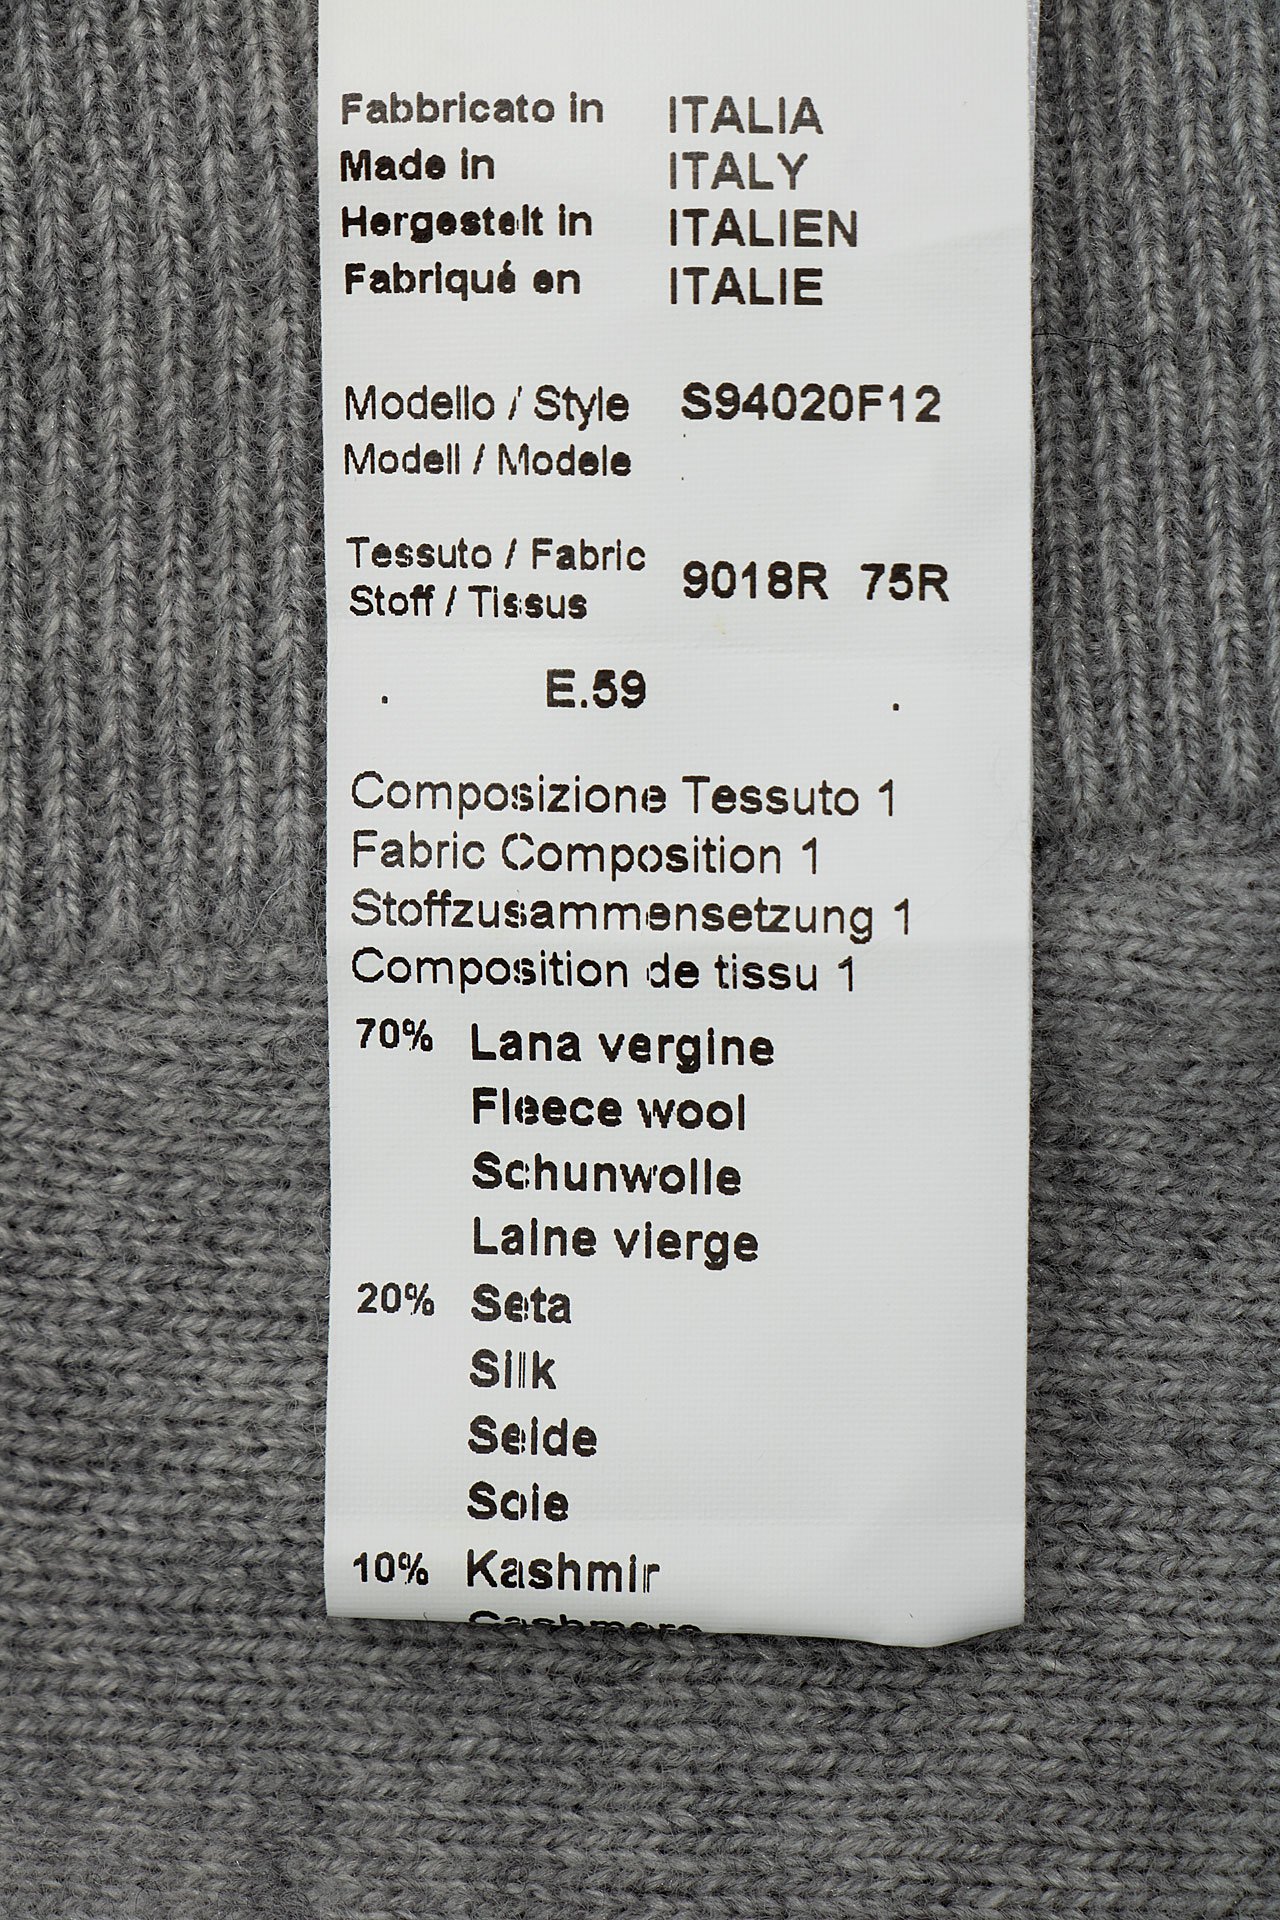 Fabbricato in ITALIA
Made in ITALY
Hergestelt in ITALIEN
Fabriqué en ITALIE
Modello / Style S94020F12
Modell / Modele
Tessuto / Fabric 9018R 75R
Stoff / Tissus
. E.59 .
Composizione Tessuto 1
Fabric Composition 1
Stoffzusammensetzung 1
Composition de tissu 1
70% Lana vergine
Fleece wool
Schunwolle
Laine vierge
20% Seta
Silk
Seide
Soie
10% Kashmir
Cashmere